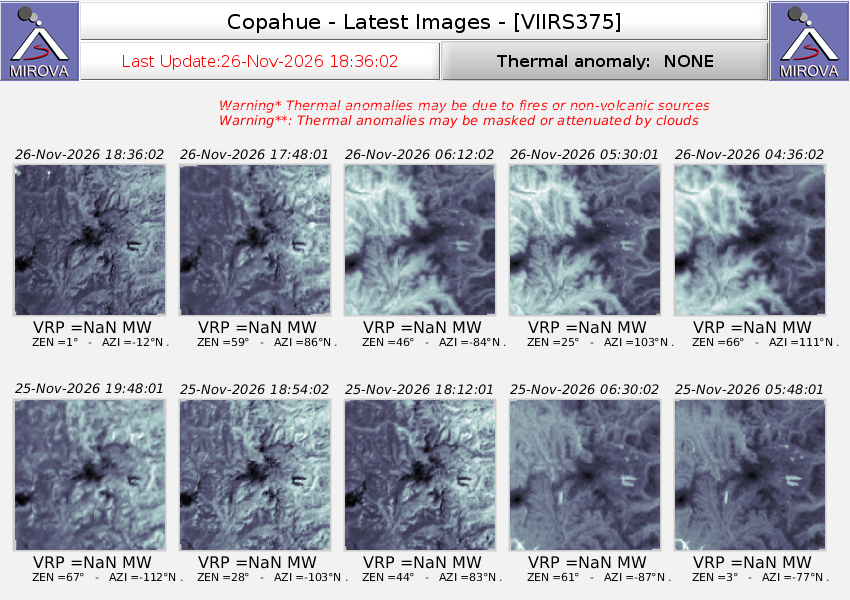 Copahue - Latest Images - [VIIRS375]
MIROVA
Last Update:26-Nov-2026 18:36:02
Thermal anomaly: NONE
MIROVA
Warning* Thermal anomalies may be due to fires or non-volcanic sources
Warning**: Thermal anomalies may be masked or attenuated by clouds
26-Nov-2026 18:36:02
26-Nov-2026 17:48:01
26-Nov-2026 06:12:02
26-Nov-2026 05:30:01
26-Nov-2026 04:36:02
VRP =NaN MW
VRP =NaN MW
VRP =NaN MW
VRP =NaN MW
VRP =NaN MW
ZEN =1° - AZI =-12°N .
ZEN =59° - AZI =86°N .
ZEN =46° - AZI =-84°N .
ZEN =25° - AZI =103°N .
ZEN =66° - AZI =111°N .
25-Nov-2026 19:48:01
25-Nov-2026 18:54:02
25-Nov-2026 18:12:01
25-Nov-2026 06:30:02
25-Nov-2026 05:48:01
VRP =NaN MW
VRP =NaN MW
VRP =NaN MW
VRP =NaN MW
VRP =NaN MW
ZEN =67° - AZI =-112°N .
ZEN =28° - AZI =-103°N .
ZEN =44° - AZI =83°N .
ZEN =61° - AZI =-87°N .
ZEN =3° - AZI =-77°N .